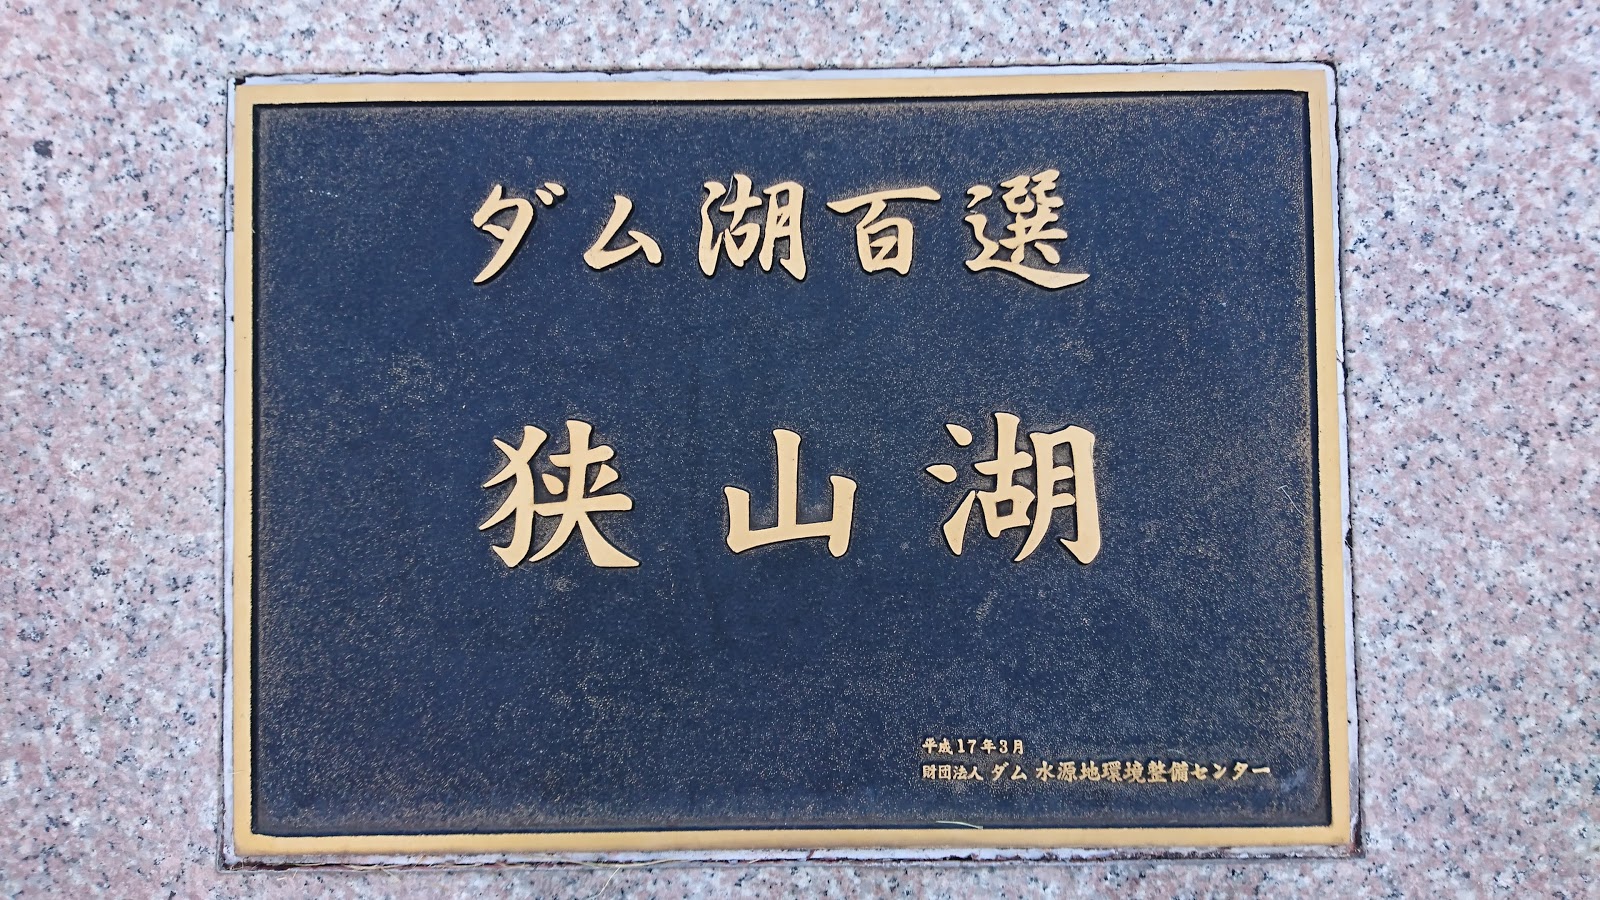 ダム湖百選
狭山湖
平成17年3月
財団法人 ダム 水源地環境整備センター